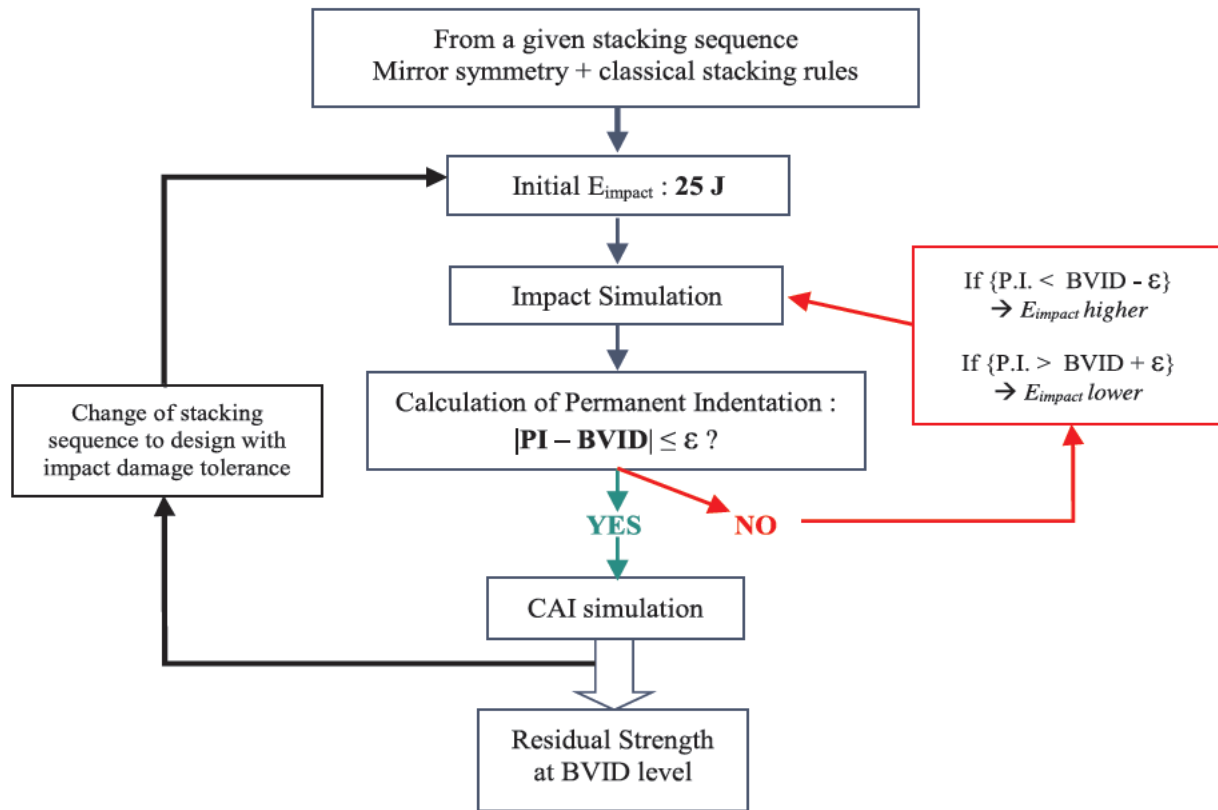 From a given stacking sequence
Mirror symmetry + classical stacking rules
Initial Eimpact : 25 J
Impact Simulation
If {P.I. < BVID - ε}
→ Eimpact higher
If {P.I. > BVID + ε}
→ Eimpact lower
Calculation of Permanent Indentation :
|PI – BVID| ≤ ε ?
Change of stacking
sequence to design with
impact damage tolerance
YES
NO
CAI simulation
Residual Strength
at BVID level